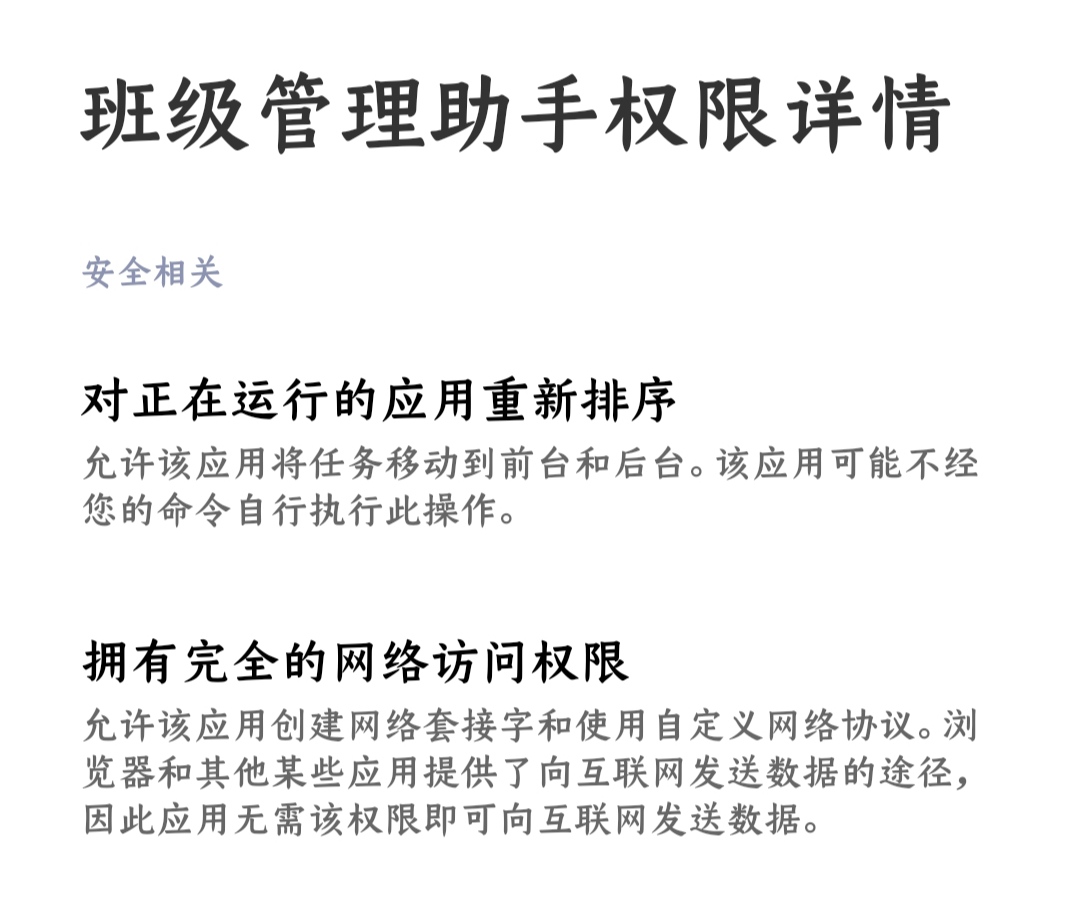 班级管理助手权限详情
安全相关
对正在运行的应用重新排序
允许该应用将任务移动到前台和后台。该应用可能不经
您的命令自行执行此操作。
拥有完全的网络访问权限
允许该应用创建网络套接字和使用自定义网络协议。浏
览器和其他某些应用提供了向互联网发送数据的途径，
因此应用无需该权限即可向互联网发送数据。